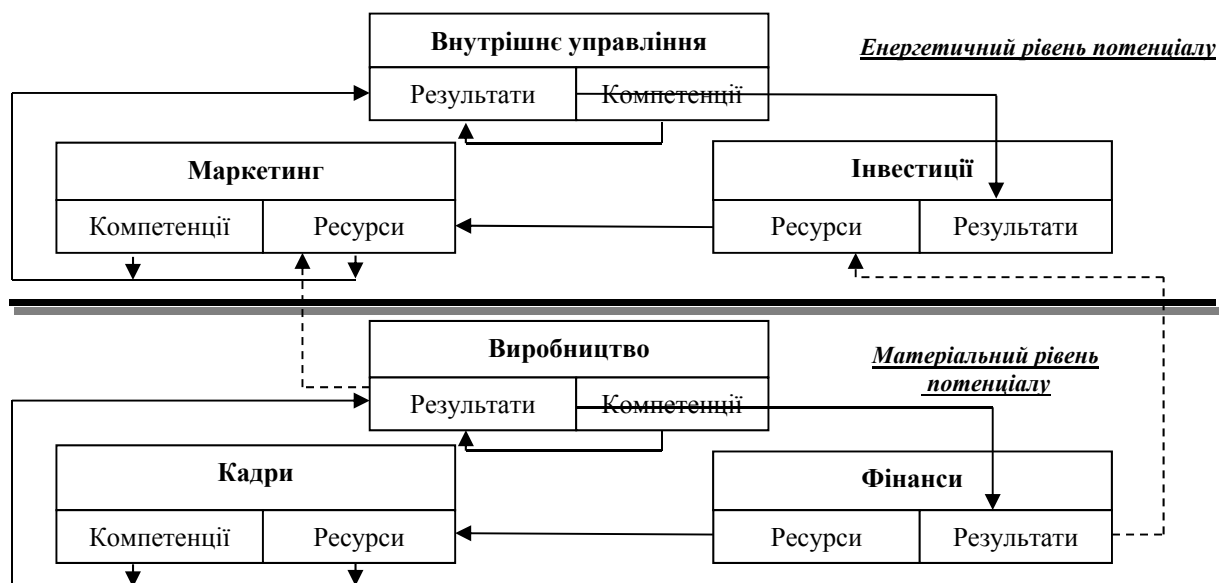 Внутрішнє управління
Енергетичний рівень потенціалу
Результати Компетенції
Маркетинг
Інвестиції
Компетенції Ресурси
Ресурси Результати
Виробництво
Матеріальний рівень
потенціалу
Результати Компетенції
Кадри
Фінанси
Компетенції Ресурси
Ресурси Результати